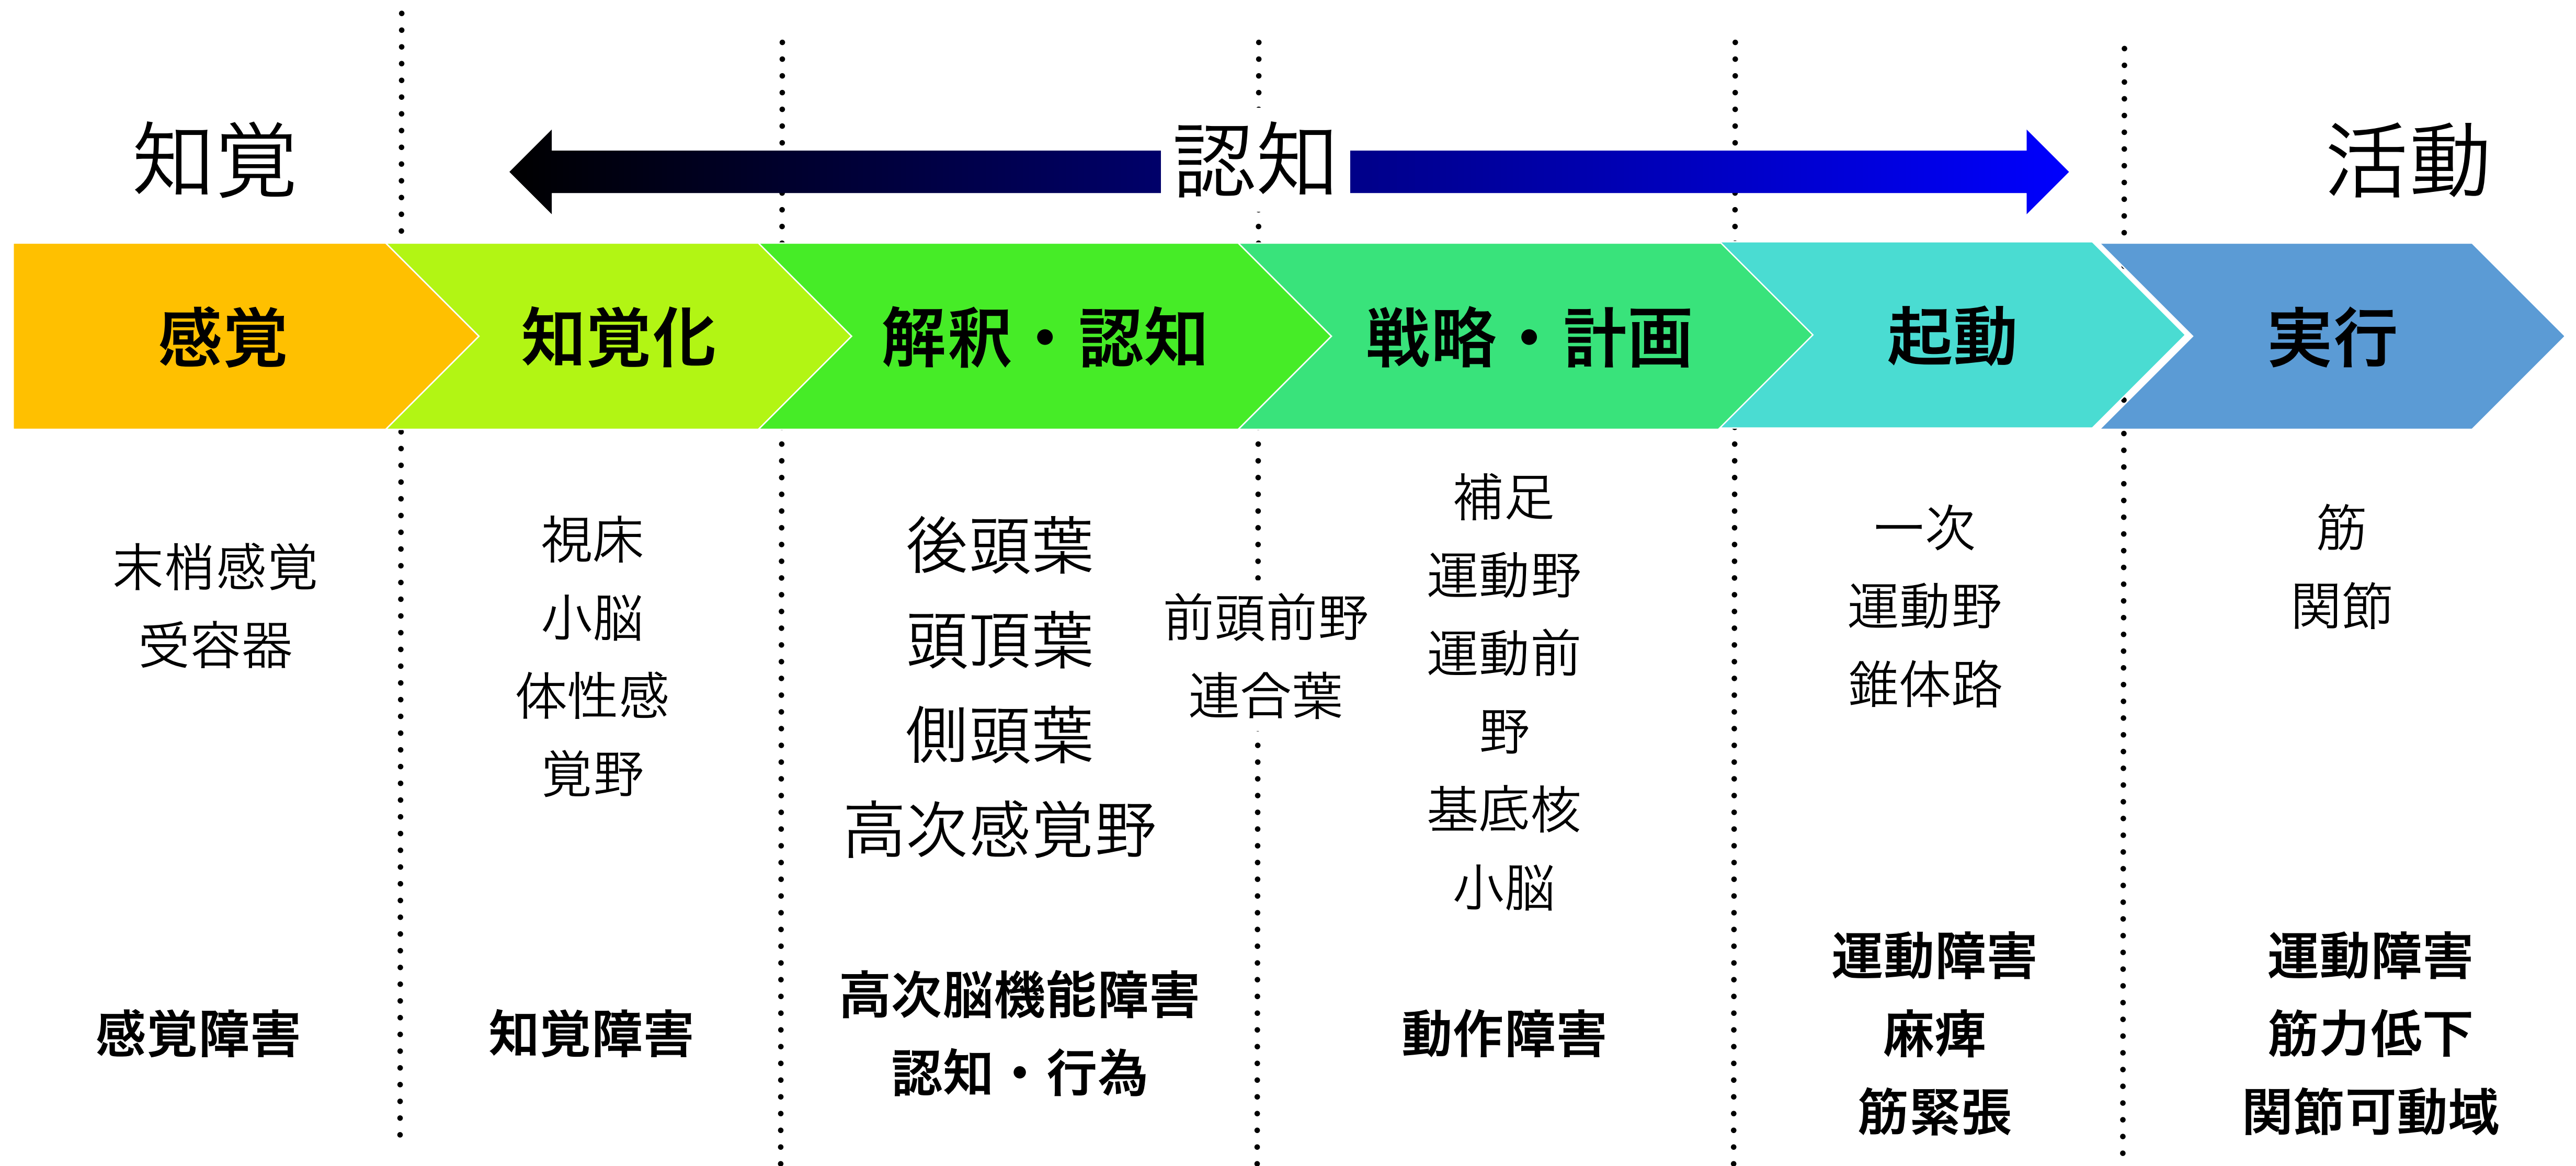 知覚
認知
活動
感覚
知覚化
解釈・認知
戦略・計画
起動
実行
末梢感覚
受容器
視床
小脳
体性感
覚野
後頭葉
頭頂葉
側頭葉
高次感覚野
前頭前野
連合葉
補足
運動野
運動前
野
基底核
小脳
一次
運動野
錐体路
筋
関節
感覚障害
知覚障害
高次脳機能障害
認知・行為
動作障害
運動障害
麻痺
筋緊張
運動障害
筋力低下
関節可動域